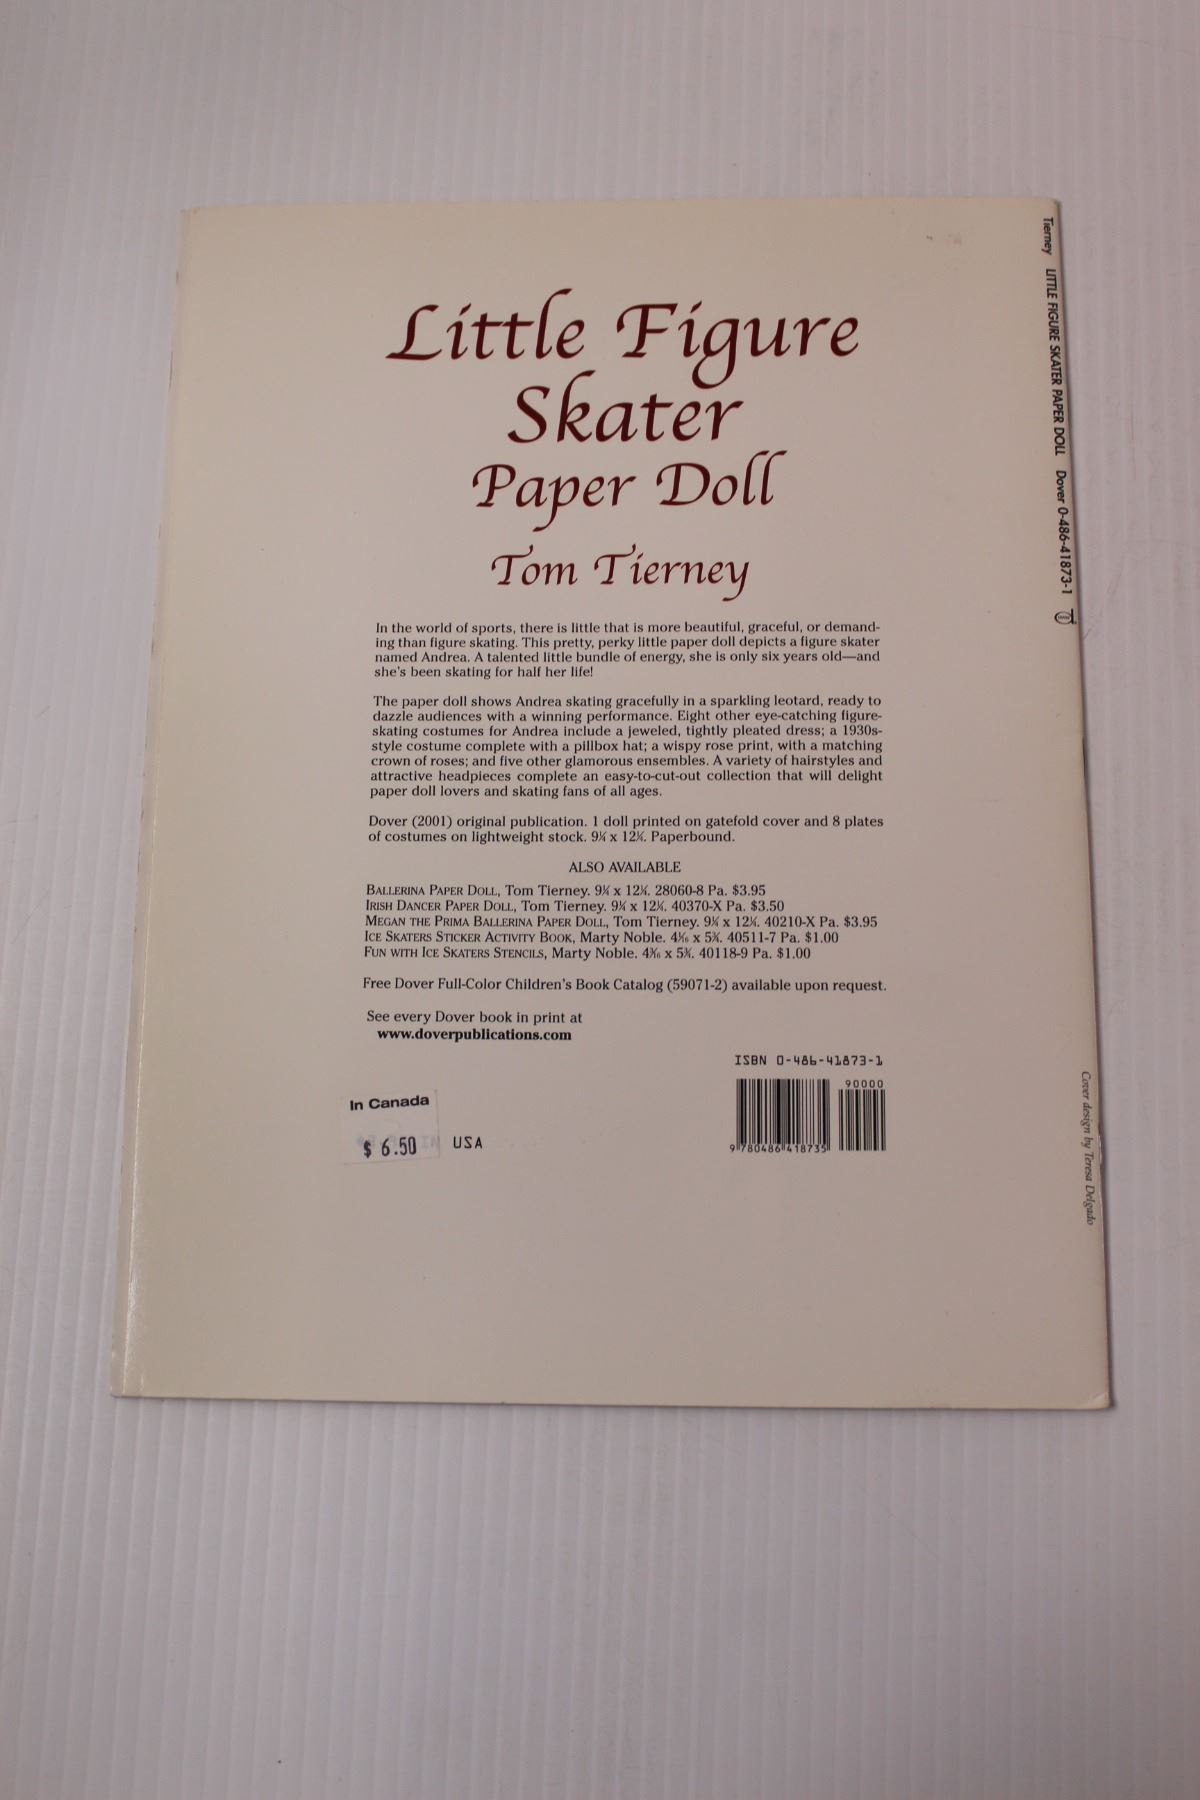 Little Figure
Skater
Paper Doll
Tom Tierney
In the world of sports, there is little that is more beautiful, graceful, or demand-
ing than figure skating. This pretty, perky little paper doll depicts a figure skater
named Andrea. A talented little bundle of energy, she is only six years old—and
she's been skating for half her life!
The paper doll shows Andrea skating gracefully in a sparkling leotard, ready to
dazzle audiences with a winning performance. Eight other eye-catching figure-
skating costumes for Andrea include a jeweled, tightly pleated dress; a 1930s-
style costume complete with a pillbox hat; a wispy rose print, with a matching
crown of roses; and five other glamorous ensembles. A variety of hairstyles and
attractive headpieces complete an easy-to-cut-out collection that will delight
paper doll lovers and skating fans of all ages.
Dover (2001) original publication. 1 doll printed on gatefold cover and 8 plates
of costumes on lightweight stock. 9¼ x 12¼. Paperbound.
ALSO AVAILABLE
BALLERINA PAPER DOLL, Tom Tierney. 9¼ x 12¼. 28060-8 Pa. $3.95
IRISH DANCER PAPER DOLL, Tom Tierney. 9¼ x 12¼. 40370-X Pa. $3.50
MEGAN THE PRIMA BALLERINA PAPER DOLL, Tom Tierney. 9¼ x 12¼. 40210-X Pa. $3.95
ICE SKATERS STICKER ACTIVITY BOOK, Marty Noble. 40511-7 Pa. $1.00
FUN WITH ICE SKATERS STENCILS, Marty Noble. 40118-9 Pa. $1.00
Free Dover Full-Color Children's Book Catalog (59071-2) available upon request.
See every Dover book in print at
www.doverpublications.com
ISBN 0-486-41873-1
90000
9 780486 418735
In Canada
$ 6.50
USA
Tierney LITTLE FIGURE SKATER PAPER DOLL Dover 0-486-41873-1
Cover design by Teresa Delgado